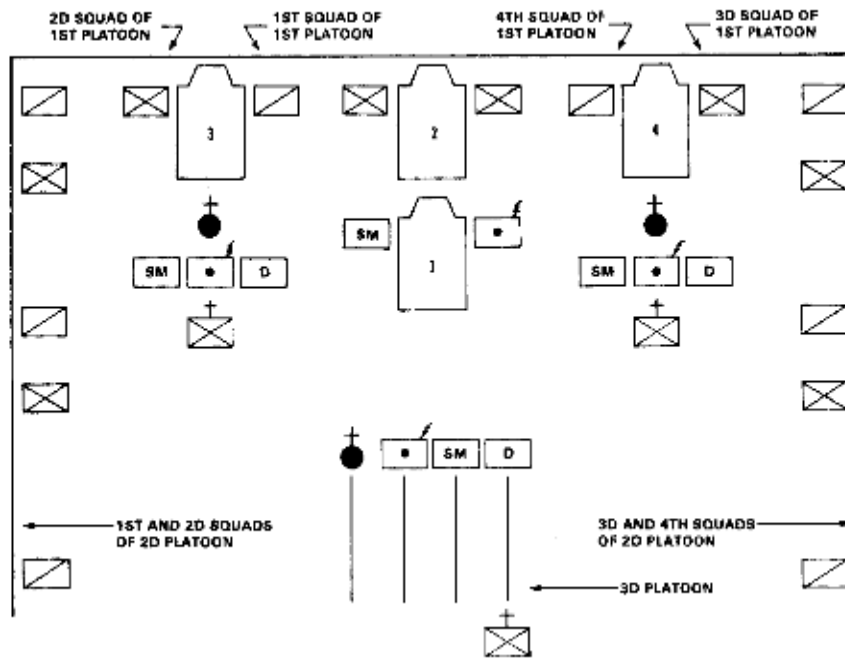 2D SQUAD OF
1ST PLATOON
1ST SQUAD OF
1ST PLATOON
4TH SQUAD OF
1ST PLATOON
3D SQUAD OF
1ST PLATOON
3
2
4
SM
1
SM
D
SM
D
SM
D
1ST AND 2D SQUADS
OF 2D PLATOON
3D AND 4TH SQUADS
OF 2D PLATOON
3D PLATOON